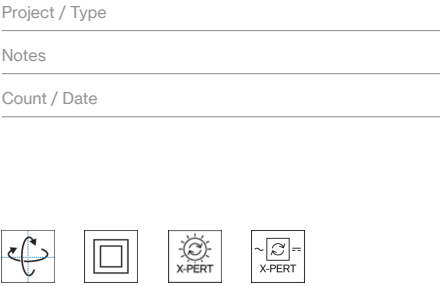 Project / Type
Notes
Count / Date
X-PERT
X-PERT